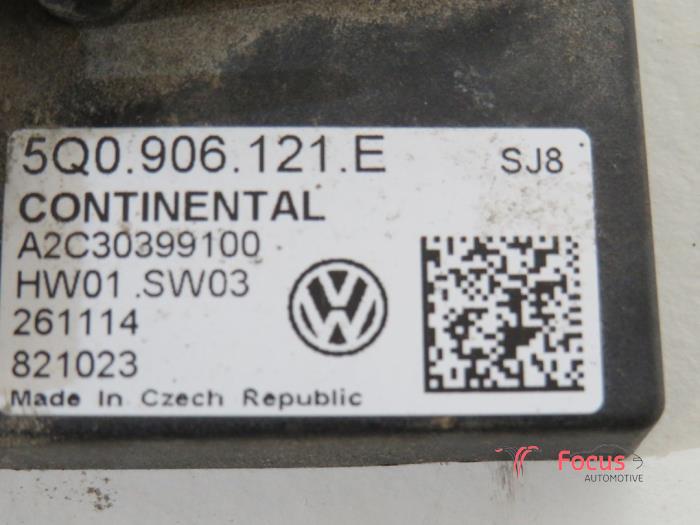 5Q0.906.121.E SJ8
CONTINENTAL
A2C30399100
HW01 .SW03
261114
821023
Made In Czech Republic
Focus
AUTOMOTIVE